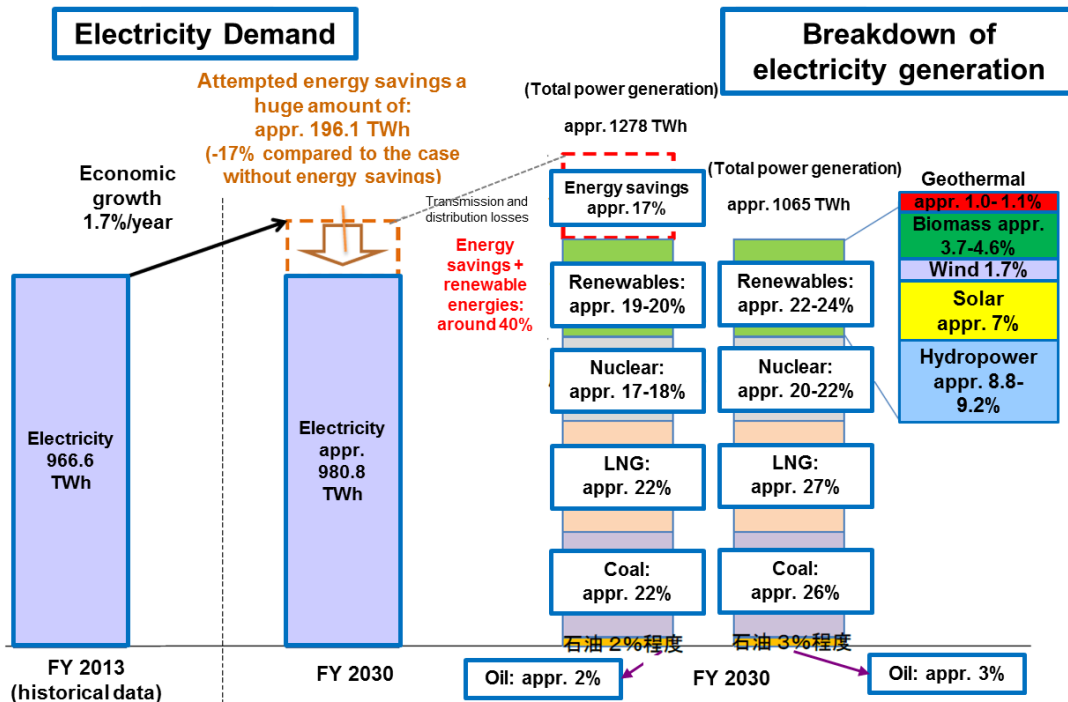 Electricity Demand
Breakdown of
electricity generation
Attempted energy savings a
huge amount of:
appr. 196.1 TWh
(-17% compared to the case
without energy savings)
(Total power generation)
appr. 1278 TWh
Economic
growth
1.7%/year
Transmission and
distribution losses
Energy savings
appr. 17%
(Total power generation)
appr. 1065 TWh
Geothermal
appr. 1.0- 1.1%
Biomass appr.
3.7-4.6%
Wind 1.7%
Solar
appr. 7%
Hydropower
appr. 8.8-
9.2%
Energy
savings +
renewable
energies:
around 40%
Renewables:
appr. 19-20%
Renewables:
appr. 22-24%
Nuclear:
appr. 17-18%
Nuclear:
appr. 20-22%
Electricity
966.6
TWh
Electricity
appr.
980.8
TWh
LNG:
appr. 22%
LNG:
appr. 27%
Coal:
appr. 22%
Coal:
appr. 26%
石油2%程度
石油3%程度
FY 2013
(historical data)
FY 2030
Oil: appr. 2%
FY 2030
Oil: appr. 3%